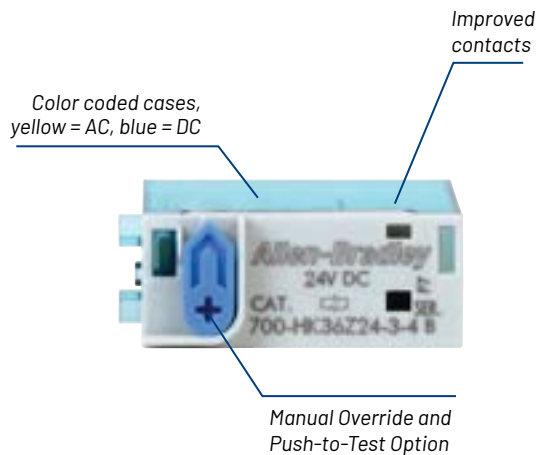 Improved
contacts
Color coded cases,
yellow = AC, blue = DC
Allen-Bradley
24V DC
CAT.
SER.
700-HK36Z24-3-4 B
Manual Override and
Push-to-Test Option